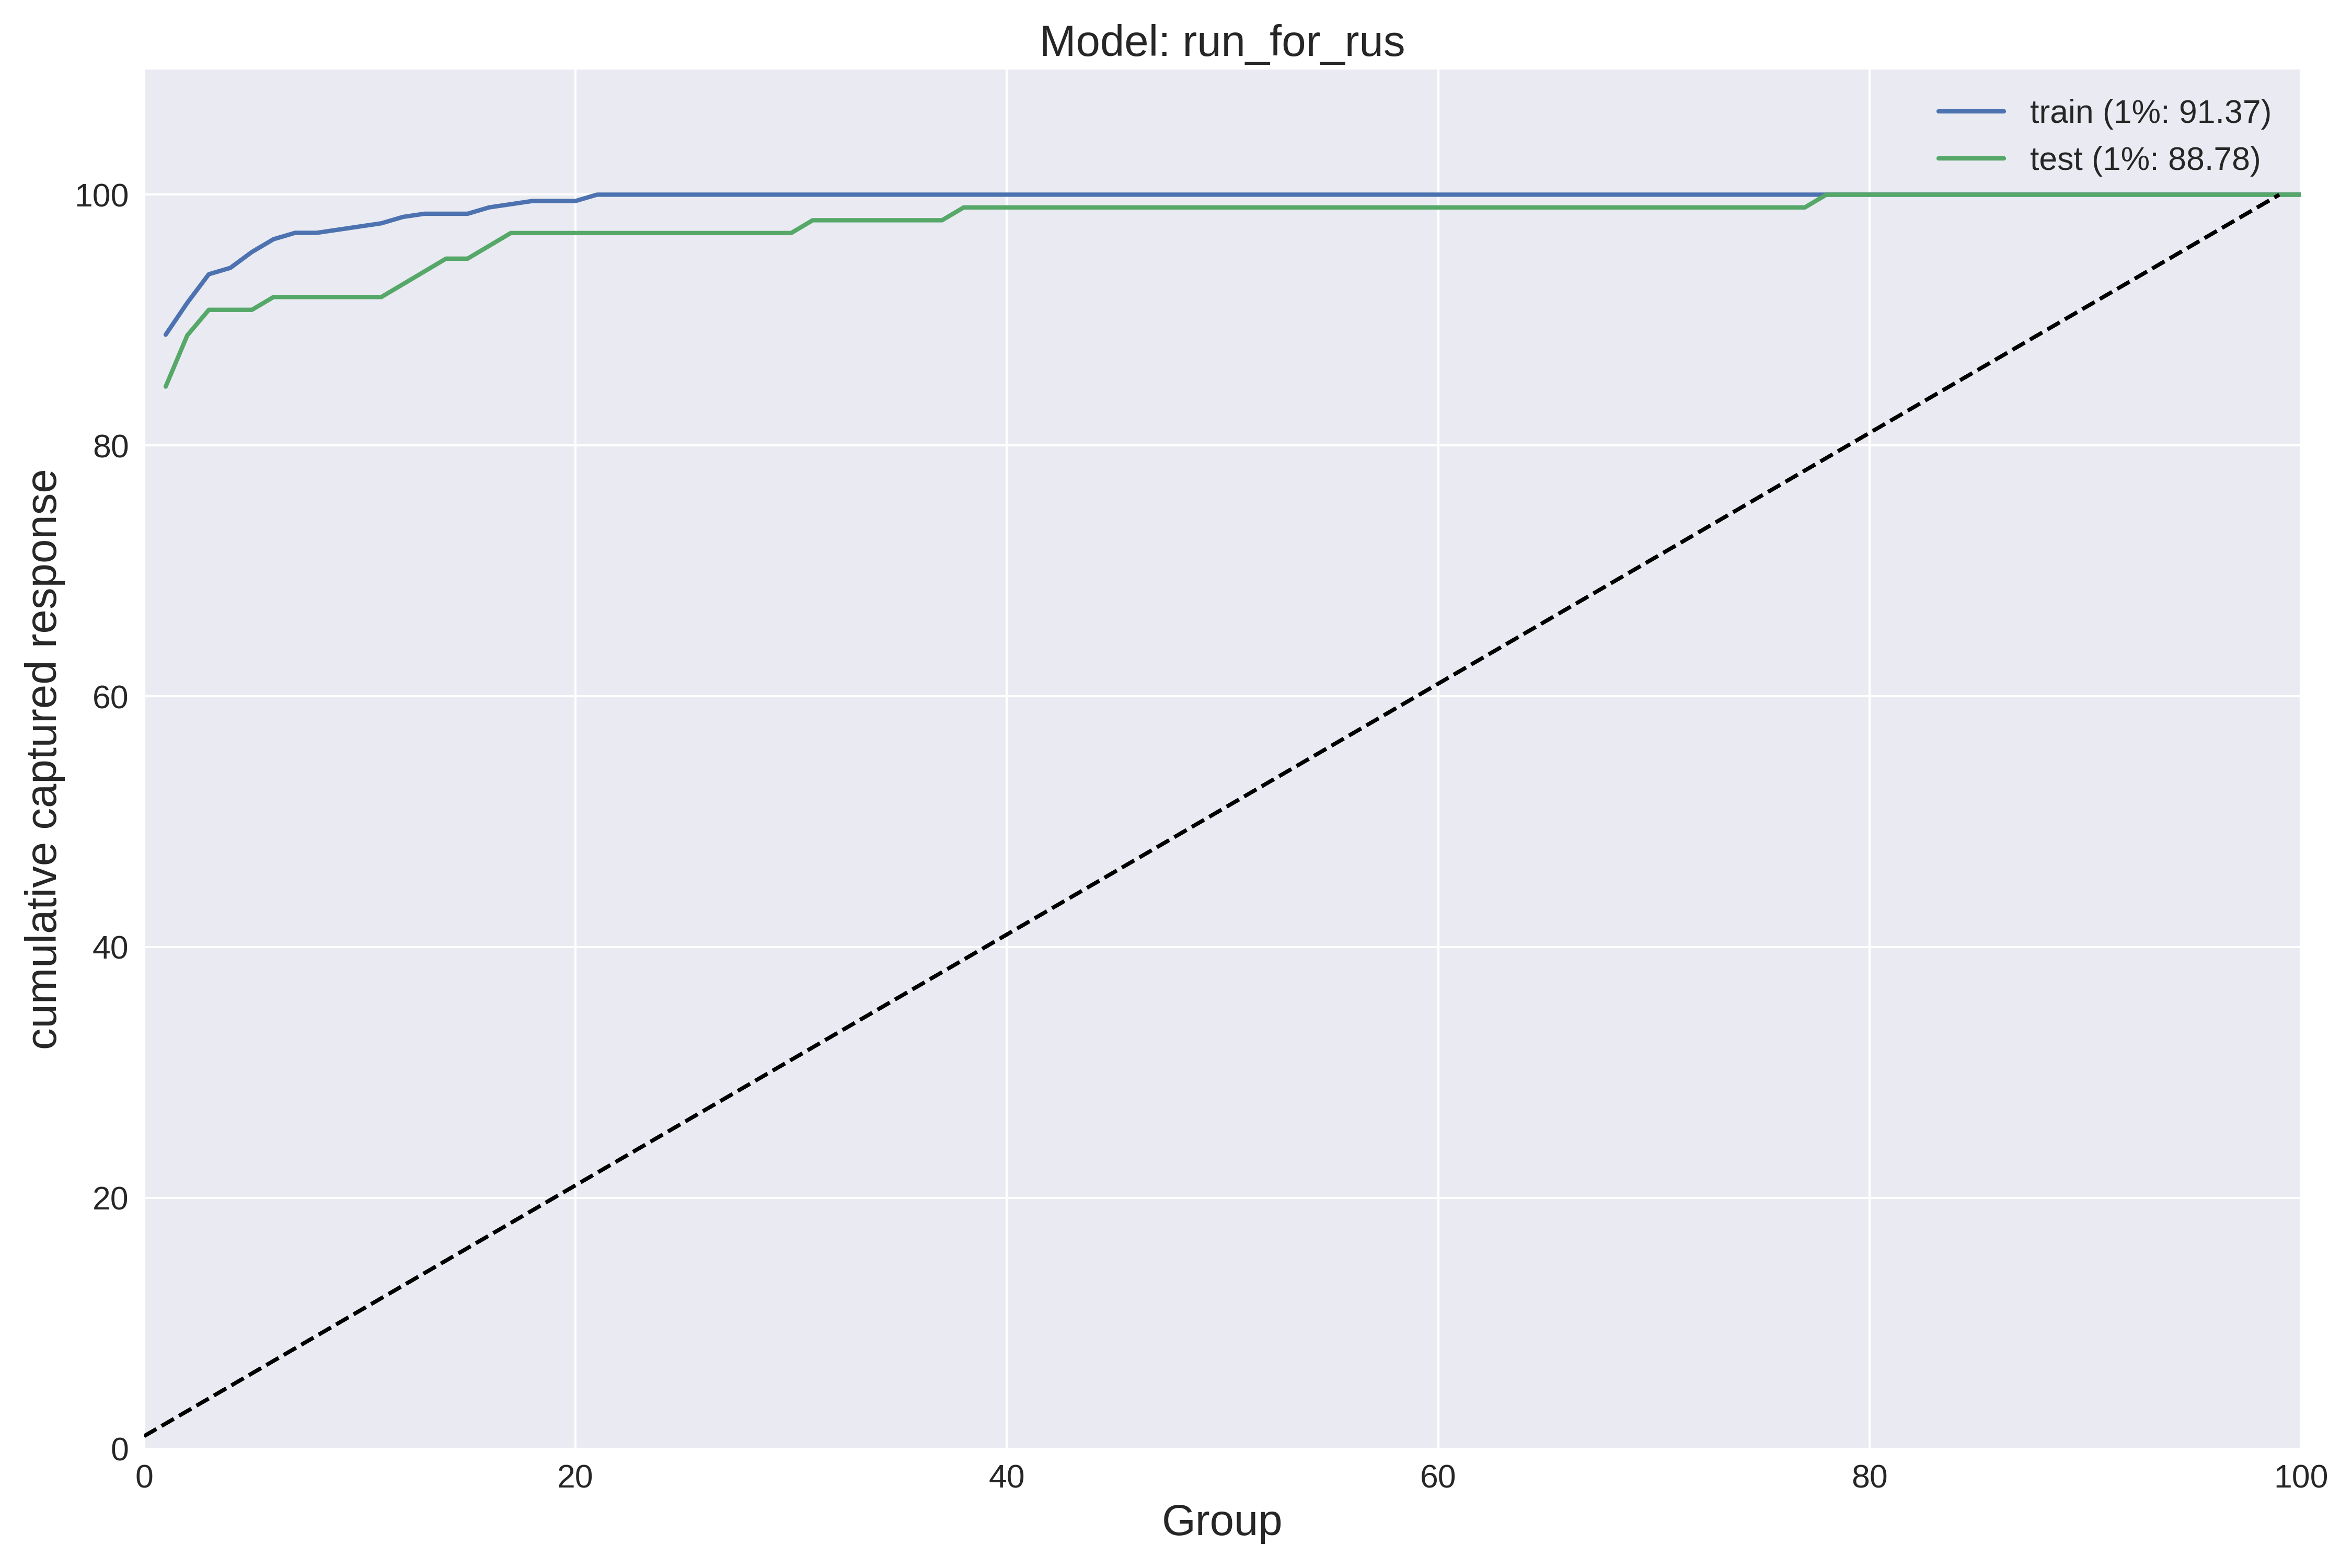 Model: run_for_rus
train (1%: 91.37)
test (1%: 88.78)
100
80
60
40
20
0
cumulative captured response
0 20 40 60 80 100
Group